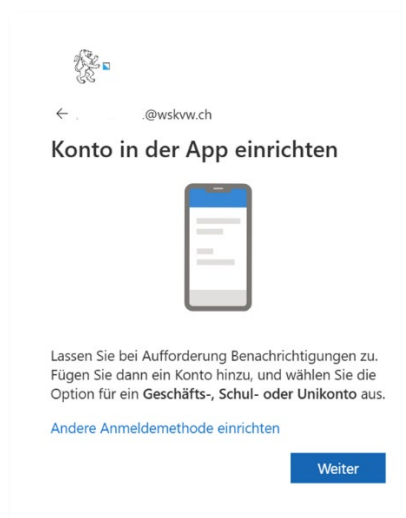 .@wskvw.ch
Konto in der App einrichten
Lassen Sie bei Aufforderung Benachrichtigungen zu.
Fügen Sie dann ein Konto hinzu, und wählen Sie die
Option für ein Geschäfts-, Schul- oder Unikonto aus.
Andere Anmeldemethode einrichten
Weiter